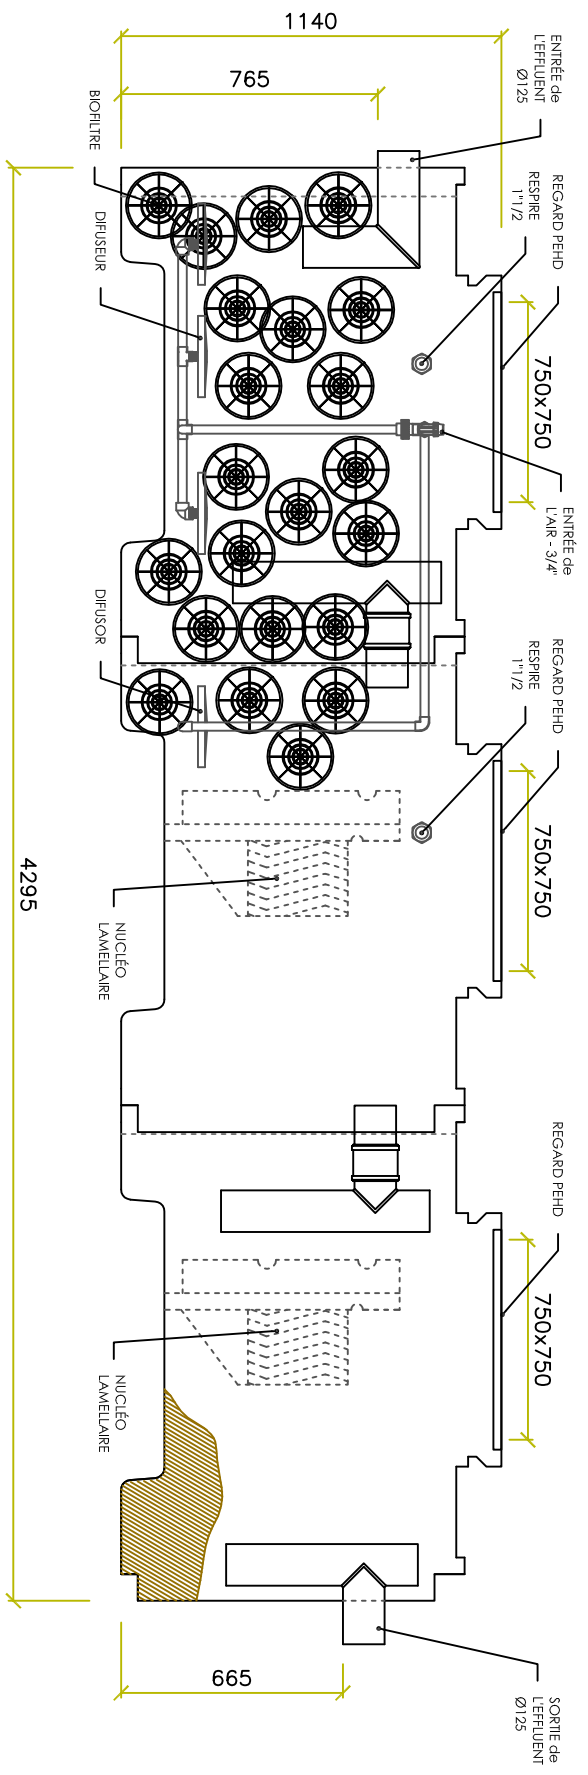 1140
765
ENTRÉE de
L'EFFLUENT
Ø125
REGARD PEHD
RESPIRE
1"1/2
750x750
ENTRÉE de
L'AIR - 3/4"
BIOFILTRE
DIFUSEUR
DIFUSOR
REGARD PEHD
RESPIRE
1"1/2
750x750
4295
NUCLÉO
LAMELLAIRE
REGARD PEHD
750x750
NUCLÉO
LAMELLAIRE
665
SORTIE de
L'EFFLUENT
Ø125